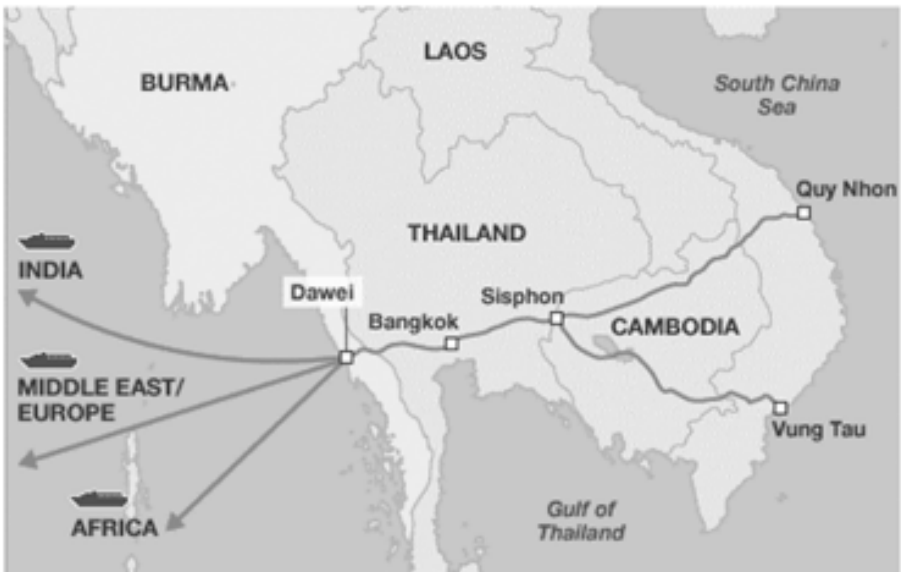 LAOS
BURMA
South China
Sea
Quy Nhon
THAILAND
INDIA
Dawei
Sisphon
Bangkok
CAMBODIA
MIDDLE EAST/
EUROPE
Vung Tau
AFRICA
Gulf of
Thailand